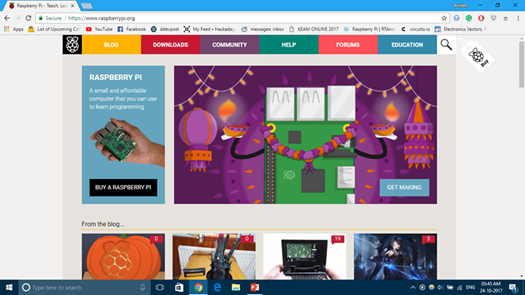 Raspberry Pi - Teach, Le
Secure https://www.raspberrypi.org
Apps List of Upcoming Co YouTube Facebook ddevpost My Feed • Hackada messages inbox KEAM ONLINE 2017 Raspberry Pi | RTAnd circuito.io Electronics Vectors, F
BLOG DOWNLOADS COMMUNITY HELP FORUMS EDUCATION
RASPBERRY PI
A small and affordable
computer that you can use
to learn programming
BUY A RASPBERRY PI
GET MAKING
From the blog...
0 0 19 3
Type here to search
ENG
05:45 AM
24-10-2017